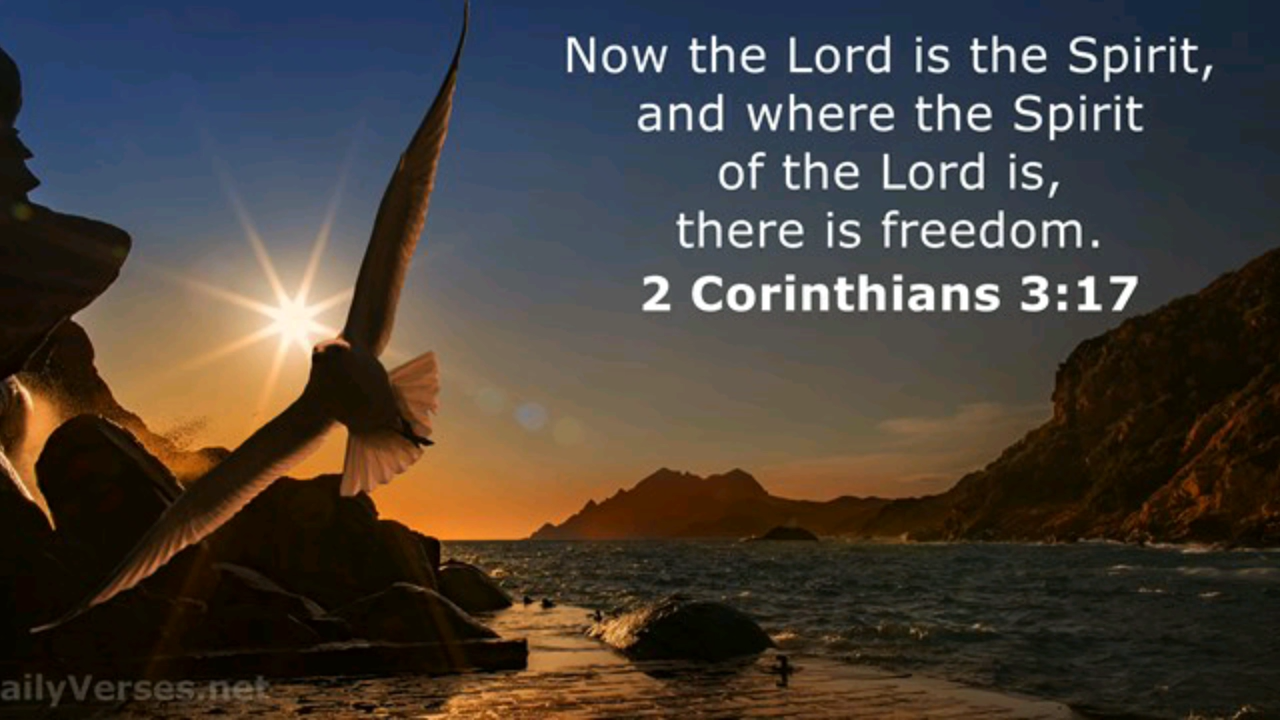 Now the Lord is the Spirit,
and where the Spirit
of the Lord is,
there is freedom.
2 Corinthians 3:17
ailyVerses.net